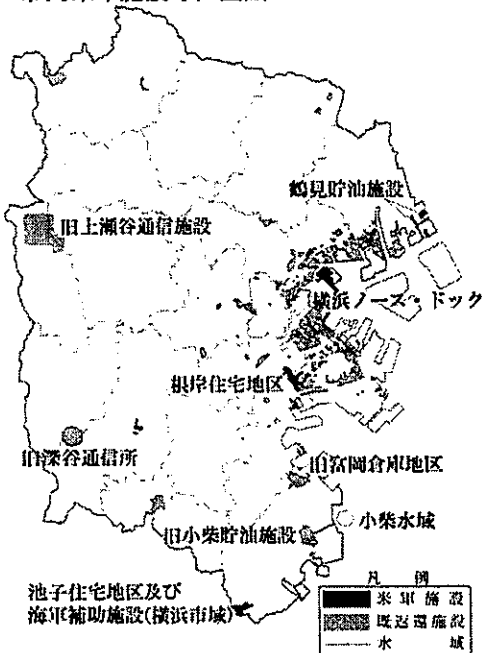 鶴見貯油施設
旧上瀬谷通信施設
横浜ノース・ドック
根岸住宅地区
旧深谷通信所
旧富岡倉庫地区
小柴水域
旧小柴貯油施設
池子住宅地区及び
海軍補助施設(横浜市域)
凡例
米軍施設
既返還施設
水域